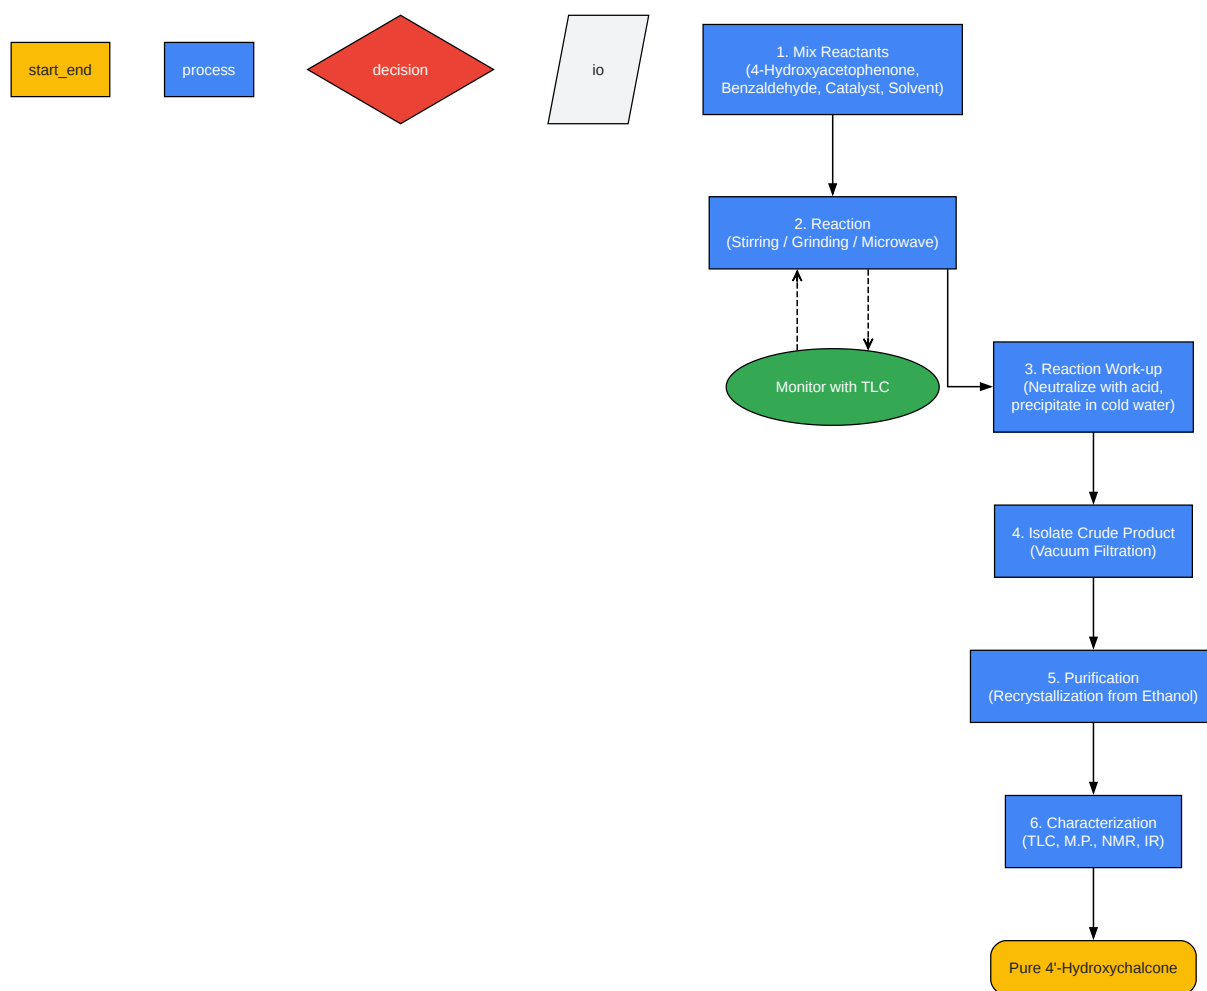 start_end
process
decision
io
1. Mix Reactants
(4-Hydroxyacetophenone,
Benzaldehyde, Catalyst, Solvent)
2. Reaction
(Stirring / Grinding / Microwave)
Monitor with TLC
3. Reaction Work-up
(Neutralize with acid,
precipitate in cold water)
4. Isolate Crude Product
(Vacuum Filtration)
5. Purification
(Recrystallization from Ethanol)
6. Characterization
(TLC, M.P., NMR, IR)
Pure 4'-Hydroxychalcone